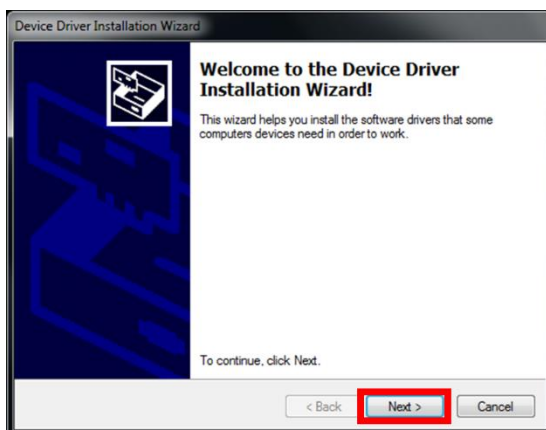 Device Driver Installation Wizard
Welcome to the Device Driver
Installation Wizard!
This wizard helps you install the software drivers that some
computers devices need in order to work.
To continue, click Next.
< Back Next > Cancel